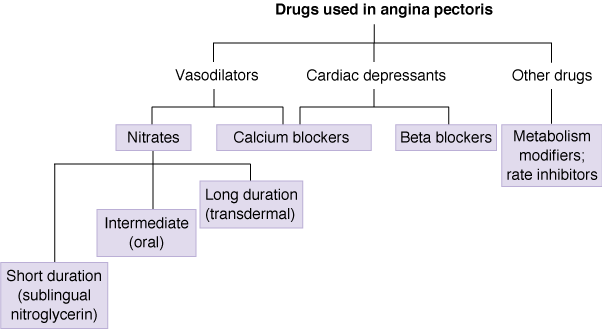 Drugs used in angina pectoris
Vasodilators
Cardiac depressants
Other drugs
Nitrates
Calcium blockers
Beta blockers
Metabolism
modifiers;
rate inhibitors
Long duration
(transdermal)
Intermediate
(oral)
Short duration
(sublingual
nitroglycerin)